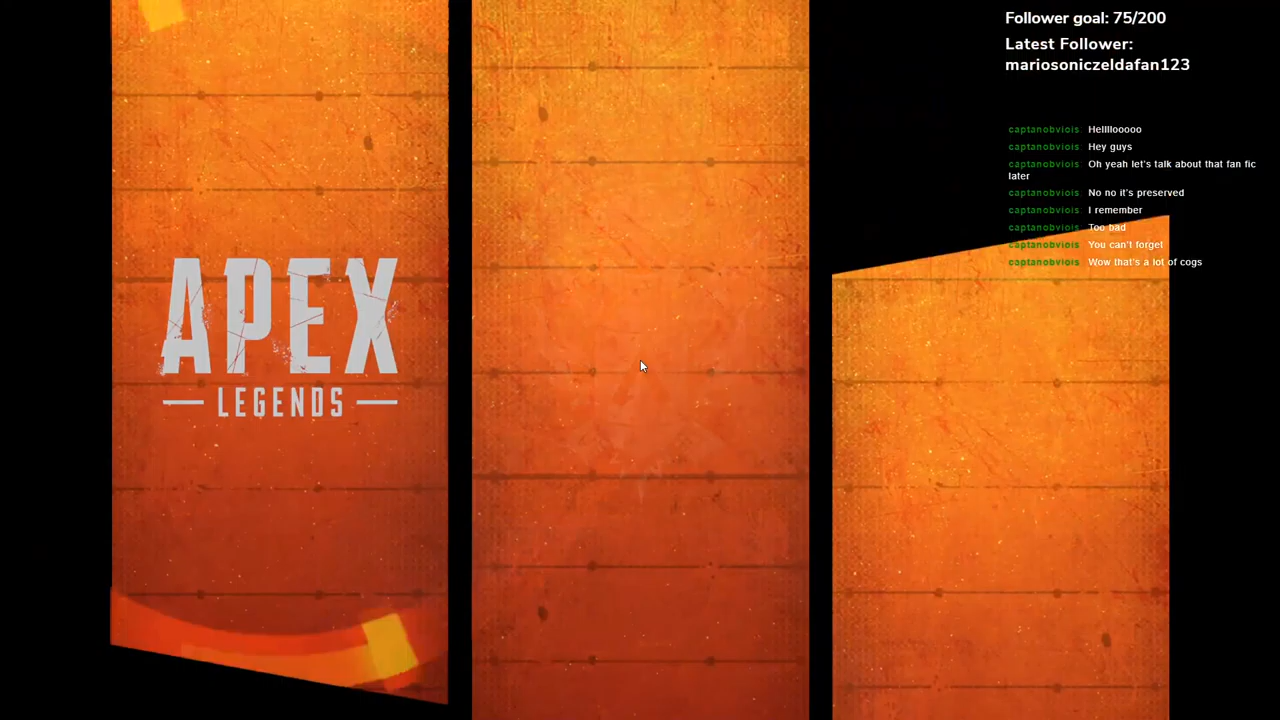 Follower goal: 75/200
Latest Follower:
mariosoniczeldafan123
captanobviois Hellllooooo
captanobviois Hey guys
captanobviois Oh yeah let's talk about that fan fic
later
captanobviois No no it's preserved
captanobviois I remember
captanobviois Too bad
captanobviois You can't forget
captanobviois Wow that's a lot of cogs
APEX
LEGENDS